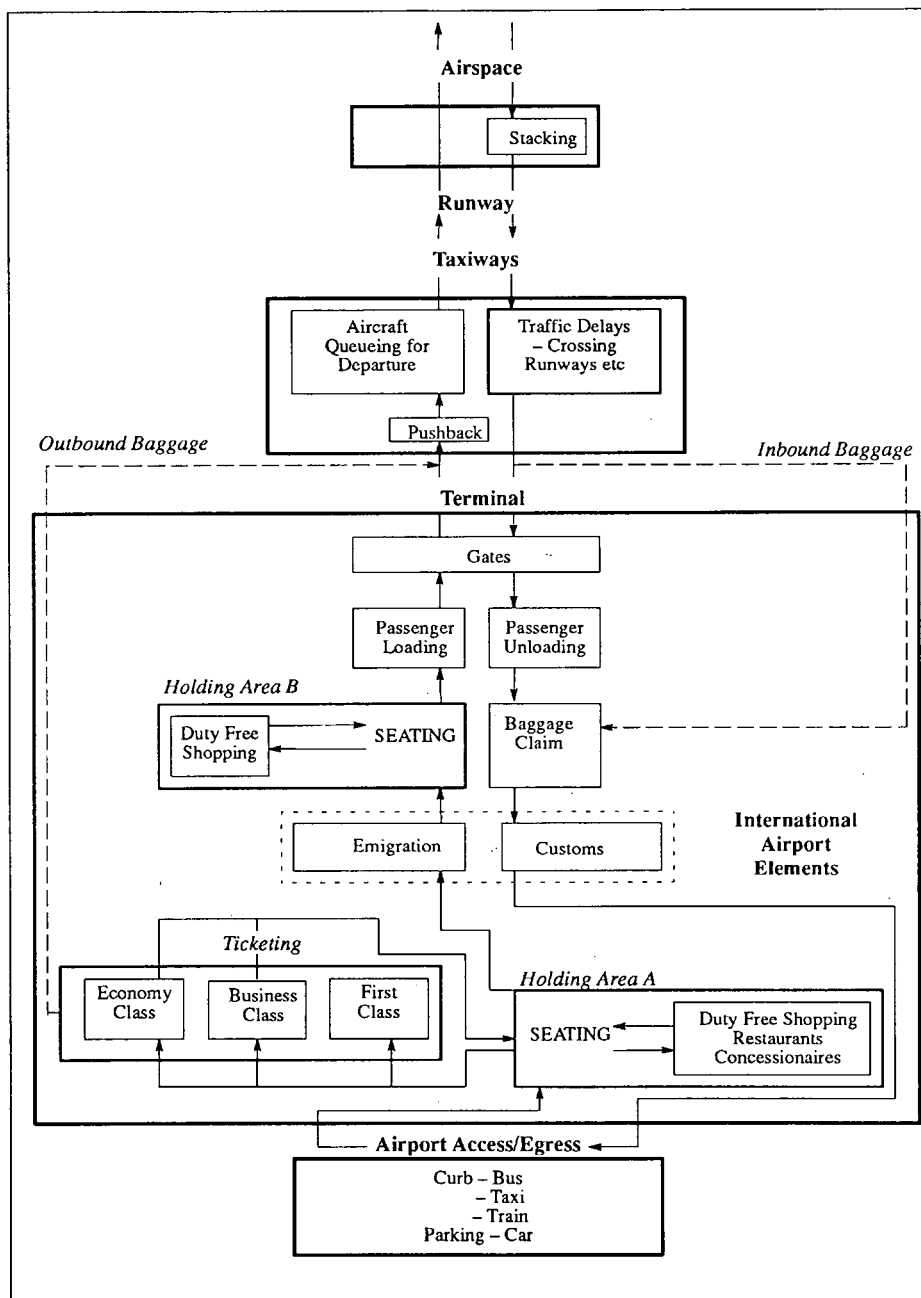 Airspace
Stacking
Runway
Taxiways
Aircraft
Queueing for
Departure
Traffic Delays
– Crossing
Runways etc
Pushback
Outbound Baggage
Inbound Baggage
Terminal
Gates
Passenger
Loading
Passenger
Unloading
Holding Area B
Duty Free
Shopping
SEATING
Baggage
Claim
Emigration
Customs
International
Airport
Elements
Ticketing
Economy
Class
Business
Class
First
Class
Holding Area A
SEATING
Duty Free Shopping
Restaurants
Concessionaires
Airport Access/Egress
Curb – Bus
– Taxi
– Train
Parking – Car